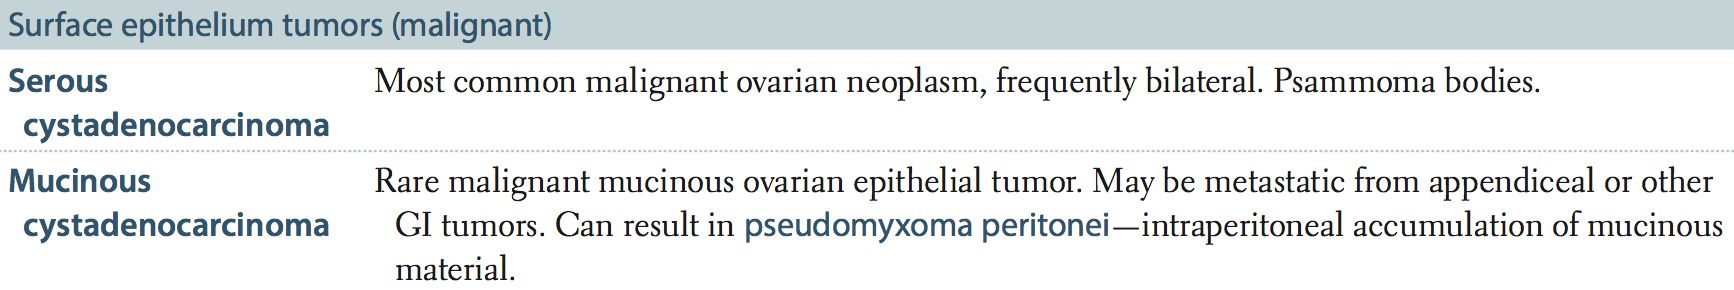 Surface epithelium tumors (malignant)
Serous
cystadenocarcinoma
Most common malignant ovarian neoplasm, frequently bilateral. Psammoma bodies.
Mucinous
cystadenocarcinoma
Rare malignant mucinous ovarian epithelial tumor. May be metastatic from appendiceal or other
GI tumors. Can result in pseudomyxoma peritonei—intraperitoneal accumulation of mucinous
material.